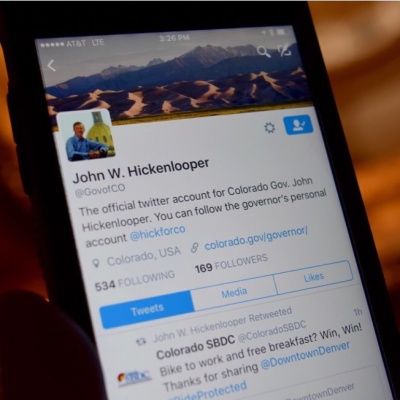 AT&T LTE
3:26 PM
John W. Hickenlooper
@GovofCO
The official twitter account for Colorado Gov. John
Hickenlooper. You can follow the governor's personal
account @hickforco
Colorado, USA
colorado.gov/governor/
534 FOLLOWING
169 FOLLOWERS
Tweets
Media
Likes
John W. Hickenlooper Retweeted
Colorado SBDC @ColoradoSBDC
1h
Bike to work and free breakfast? Win, Win!
Thanks for sharing @DowntownDenver
#RideProtected